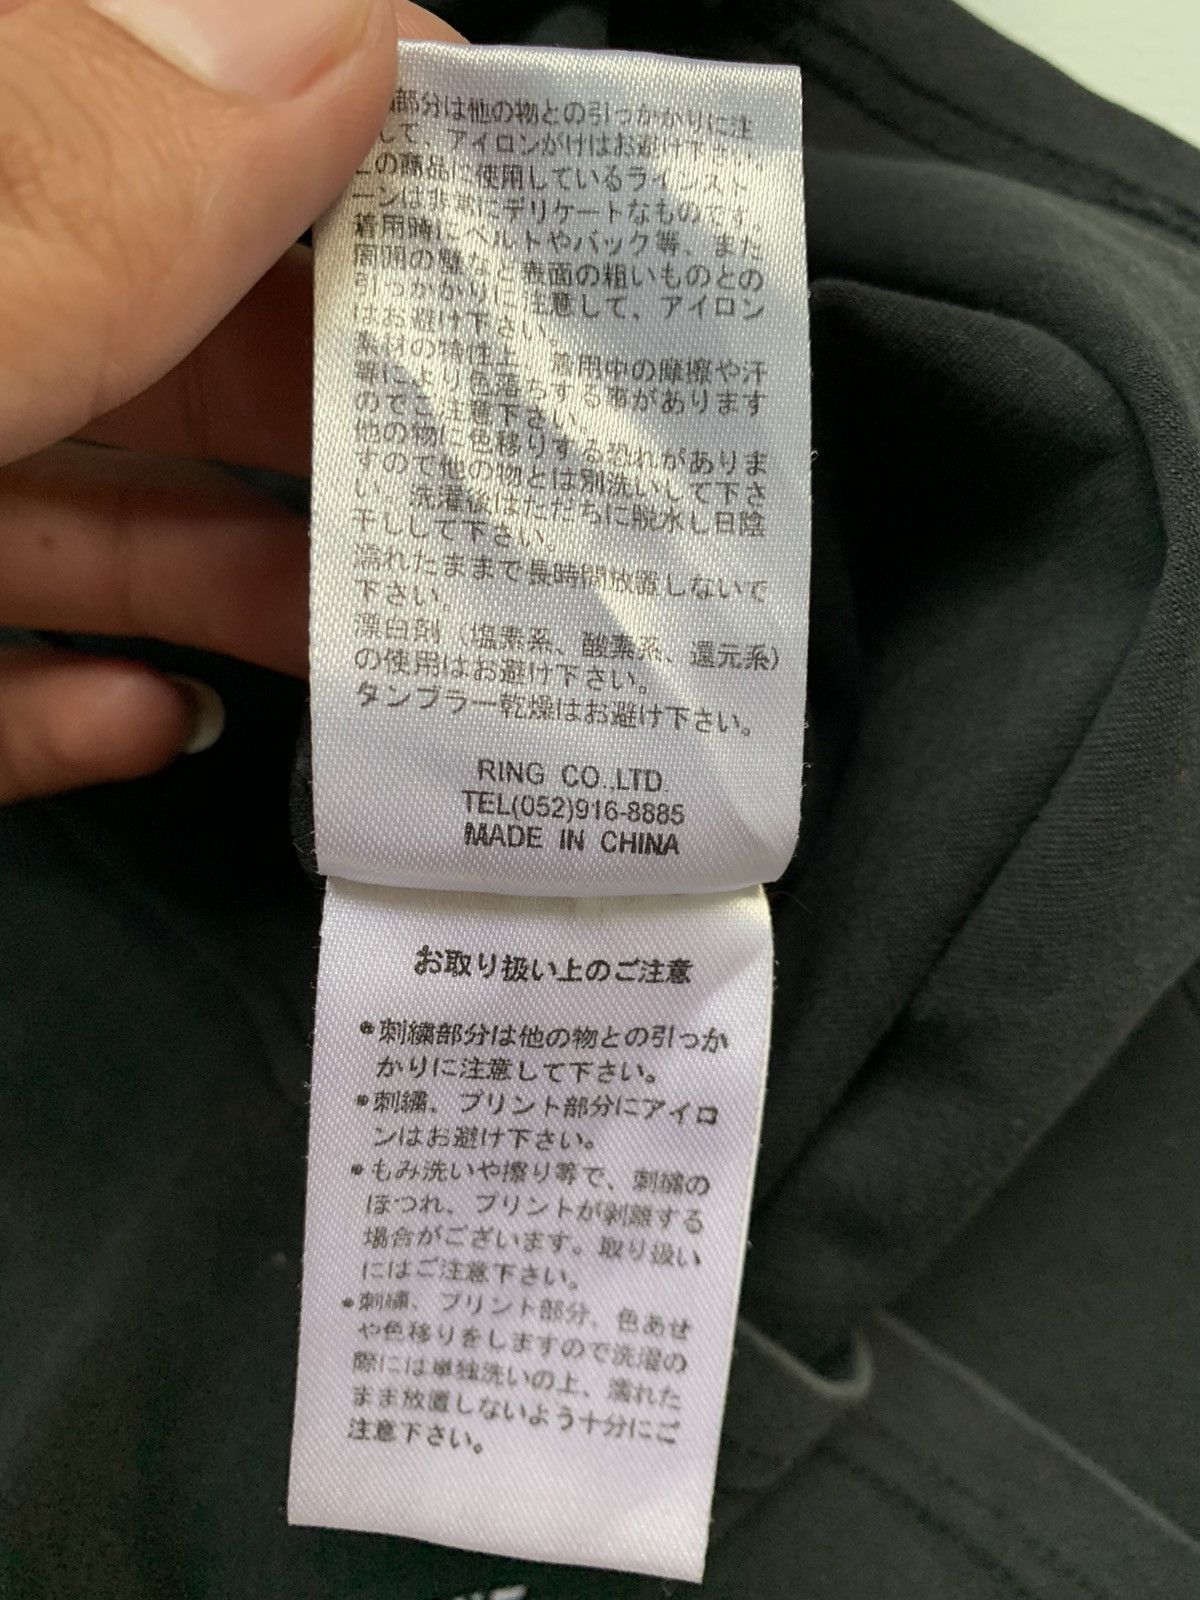 部分は他の物との引っかかりに注
して、アイロンがけはお避け下さい。
この商品に使用しているラインスト
ーンは非常にデリケートなものです。
着用時にベルトやバック等、また
周囲の壁など表面の粗いものとの
引っかかりに注意して、アイロン
はお避け下さい。
素材の特性上、着用中の摩擦や汗
等により色落ちする事があります
のでご注意下さい。
他の物に色移りする恐れがありま
すので他の物とは別洗いして下さ
い。洗濯後はただちに脱水し日陰
干しして下さい。
濡れたままで長時間放置しないで
下さい。
漂白剤（塩素系、酸素系、還元系）
の使用はお避け下さい。
タンブラー乾燥はお避け下さい。
RING CO.,LTD.
TEL(052)916-8885
MADE IN CHINA
お取り扱い上のご注意
•刺繍部分は他の物との引っか
かりに注意して下さい。
•刺繍、プリント部分にアイロ
ンはお避け下さい。
•もみ洗いや擦り等で、刺繍の
ほつれ、プリントが剥離する
場合がございます。取り扱い
にはご注意下さい。
•刺繍、プリント部分、色あせ
や色移りをしますので洗濯の
際には単独洗いの上、濡れた
まま放置しないよう十分にご
注意下さい。